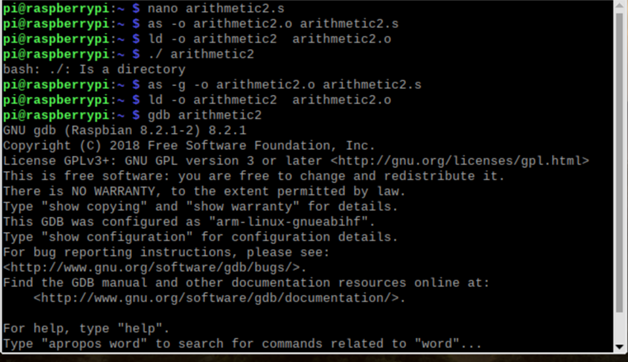 pi@raspberrypi:~ $ nano arithmetic2.s
pi@raspberrypi:~ $ as -o arithmetic2.o arithmetic2.s
pi@raspberrypi:~ $ ld -o arithmetic2  arithmetic2.o
pi@raspberrypi:~ $ ./ arithmetic2
bash: ./: Is a directory
pi@raspberrypi:~ $ as -g -o arithmetic2.o arithmetic2.s
pi@raspberrypi:~ $ ld -o arithmetic2  arithmetic2.o
pi@raspberrypi:~ $ gdb arithmetic2
GNU gdb (Raspbian 8.2.1-2) 8.2.1
Copyright (C) 2018 Free Software Foundation, Inc.
License GPLv3+: GNU GPL version 3 or later <http://gnu.org/licenses/gpl.html>
This is free software: you are free to change and redistribute it.
There is NO WARRANTY, to the extent permitted by law.
Type "show copying" and "show warranty" for details.
This GDB was configured as "arm-linux-gnueabihf".
Type "show configuration" for configuration details.
For bug reporting instructions, please see:
<http://www.gnu.org/software/gdb/bugs/>.
Find the GDB manual and other documentation resources online at:
    <http://www.gnu.org/software/gdb/documentation/>.

For help, type "help".
Type "apropos word" to search for commands related to "word"...